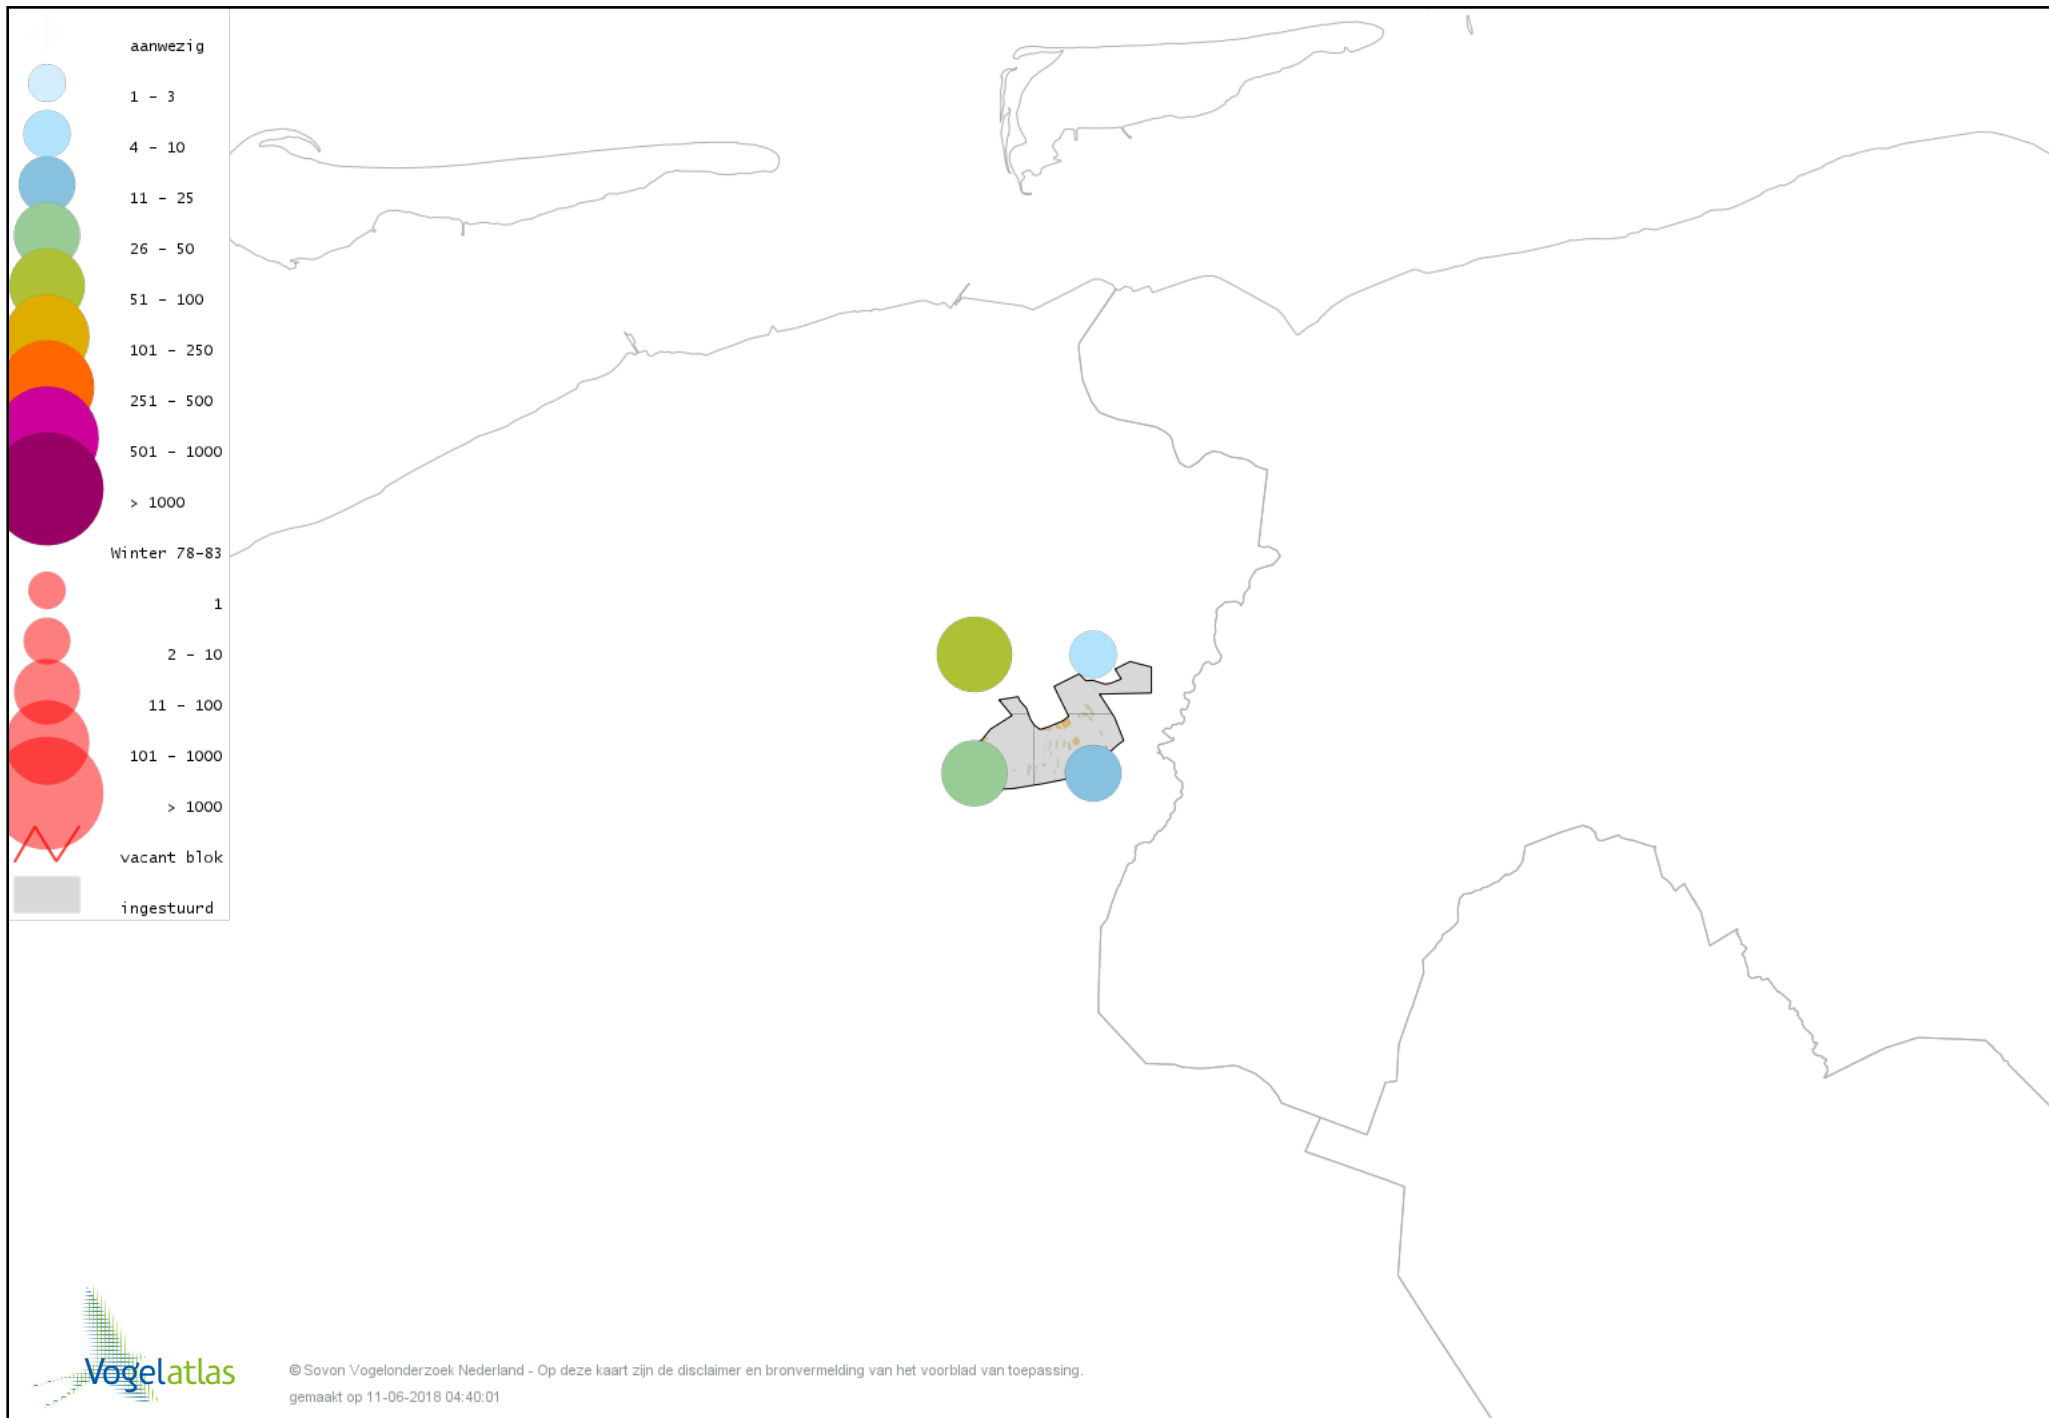 aanwezig
1 - 3
4 - 10
11 - 25
26 - 50
51 - 100
101 - 250
251 - 500
501 - 1000
> 1000
Winter 78-83
1
2 - 10
11 - 100
101 - 1000
> 1000
vacant blok
ingestuurd
Vogelatlas
© Sovon Vogelonderzoek Nederland - Op deze kaart zijn de disclaimer en bronvermelding van het voorblad van toepassing.
gemaakt op 11-06-2018 04:40:01